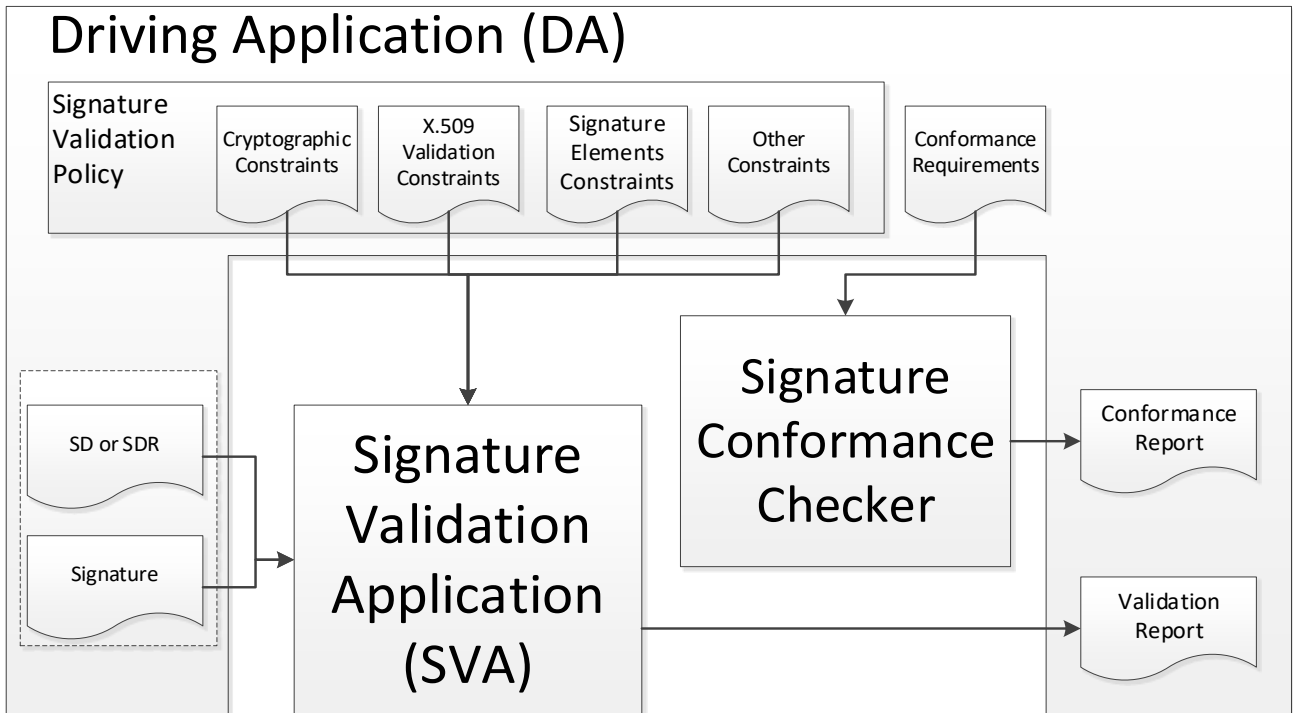 Driving Application (DA)
Signature
Validation
Policy
Cryptographic
Constraints
X.509
Validation
Constraints
Signature
Elements
Constraints
Other
Constraints
Conformance
Requirements
Signature
Conformance
Checker
Conformance
Report
SD or SDR
Signature
Signature
Validation
Application
(SVA)
Validation
Report